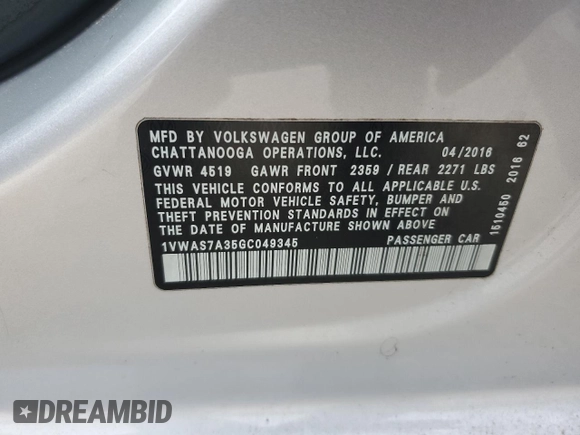 MFD BY VOLKSWAGEN GROUP OF AMERICA
CHATTANOOGA OPERATIONS, LLC. 04/2016
GVWR 4519 GAWR FRONT 2359 / REAR 2271 LBS
THIS VEHICLE CONFORMS TO ALL APPLICABLE U.S.
FEDERAL MOTOR VEHICLE SAFETY, BUMPER AND
THEFT PREVENTION STANDARDS IN EFFECT ON
THE DATE OF MANUFACTURE SHOWN ABOVE
1VWAS7A35GC049345 PASSENGER CAR
1610460 2016 62
DREAMBID